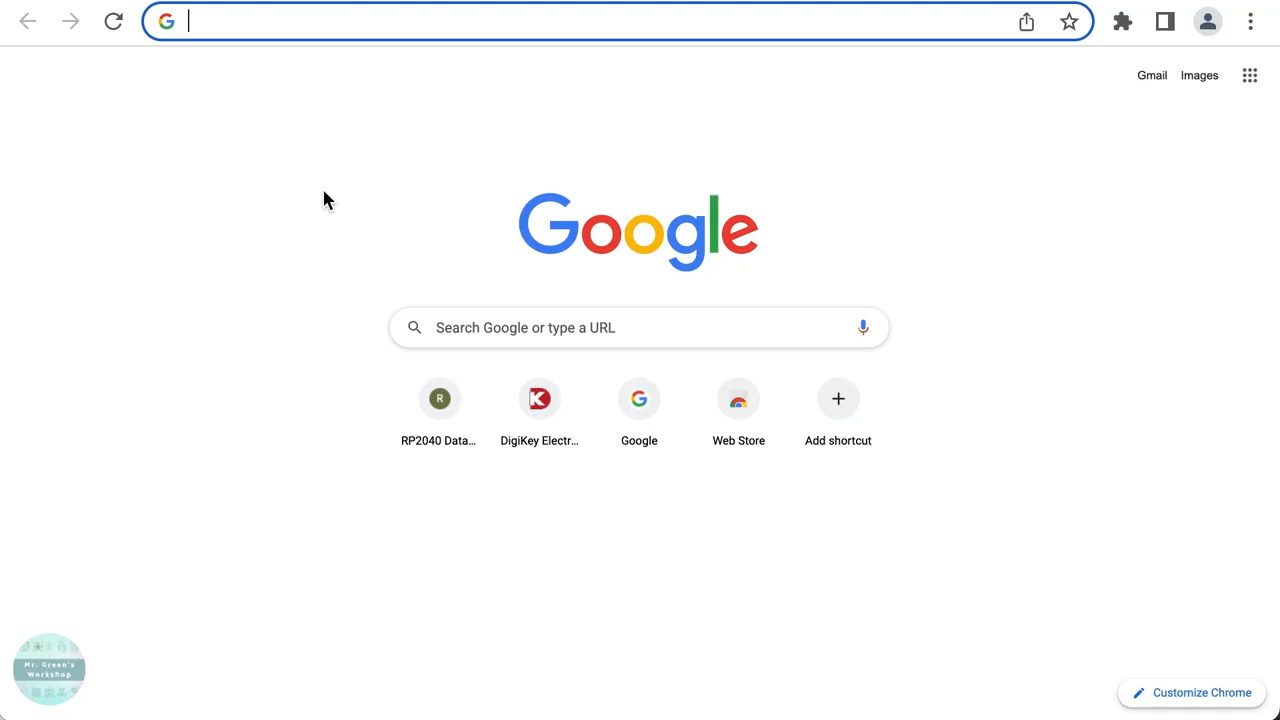 Gmail Images
Google
Search Google or type a URL
R
K
RP2040 Data...
DigiKey Electr...
Google
Web Store
Add shortcut
Mr. Green's
Workshop
Customize Chrome